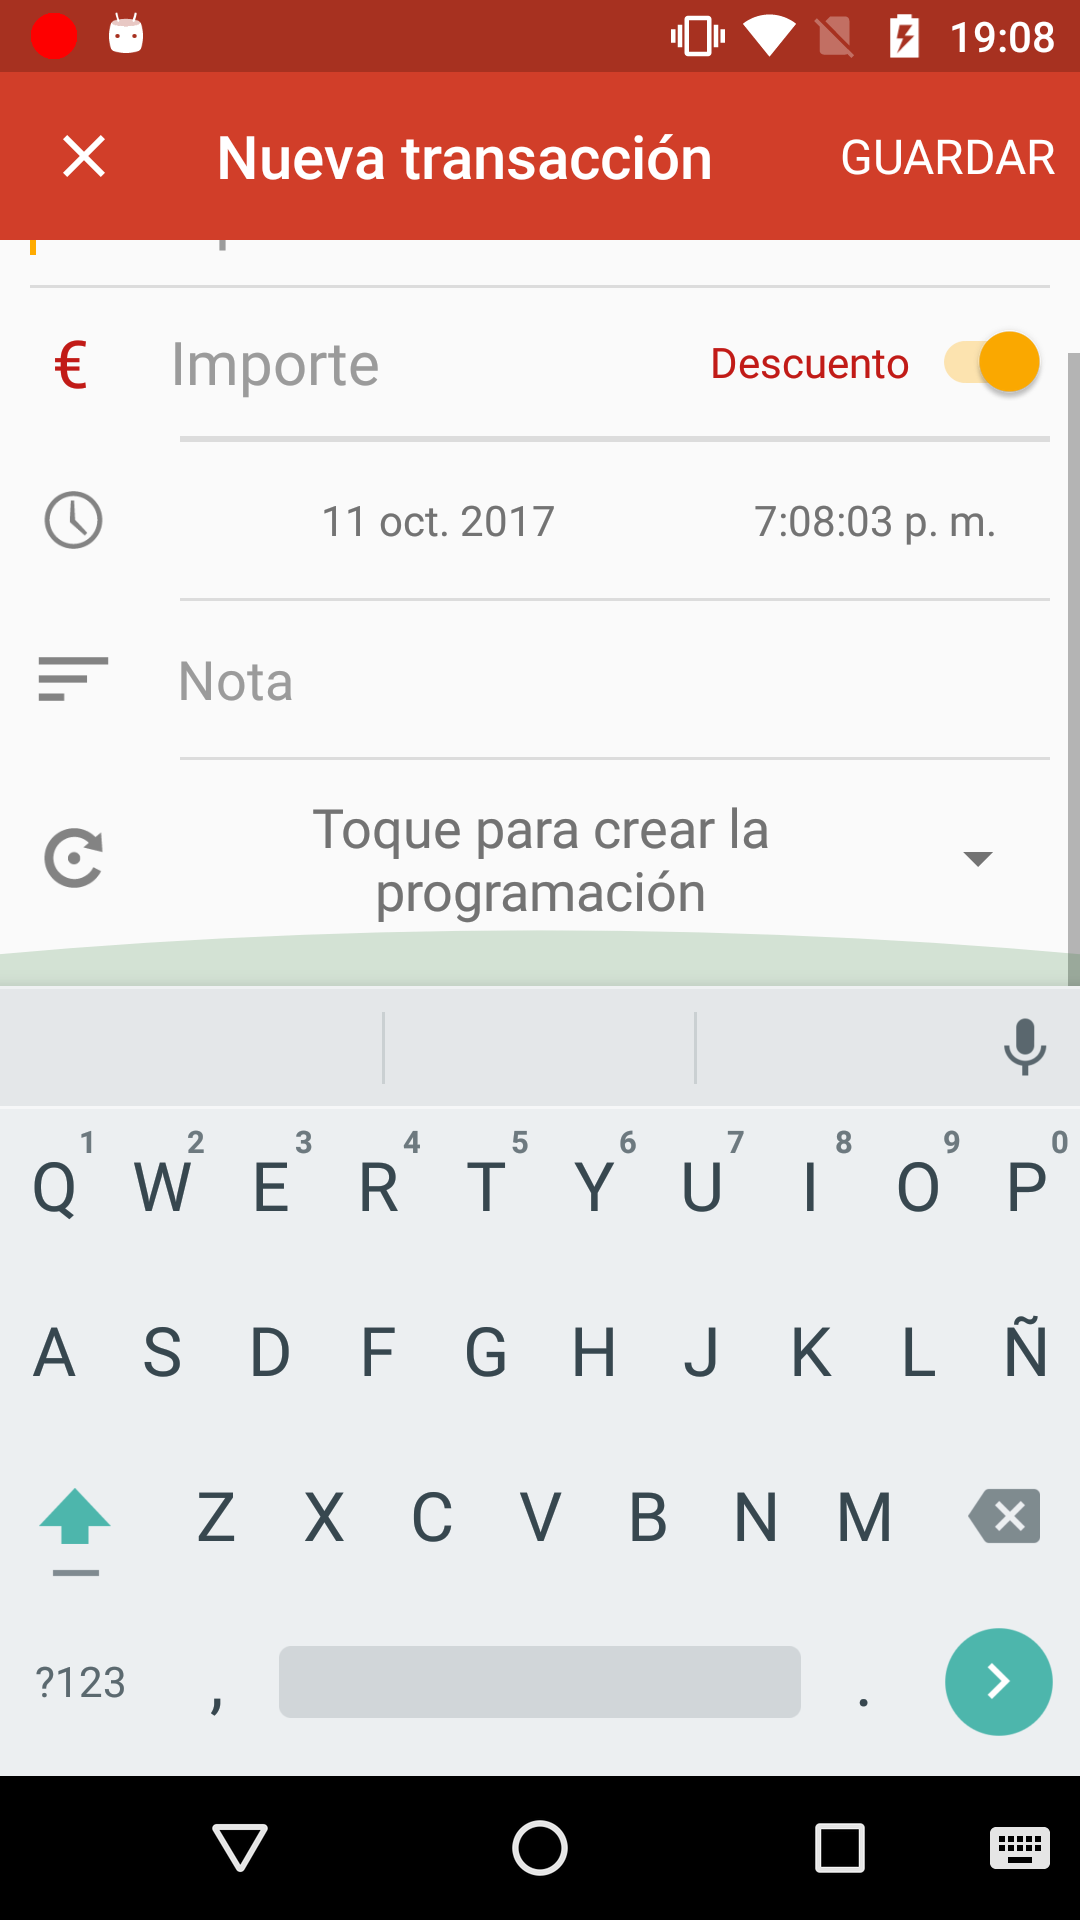 19:08
Nueva transacción GUARDAR
€ Importe Descuento
11 oct. 2017 7:08:03 p. m.
Nota
Toque para crear la
programación
1 2 3 4 5 6 7 8 9 0
Q W E R T Y U I O P
A S D F G H J K L Ñ
Z X C V B N M
?123 , .